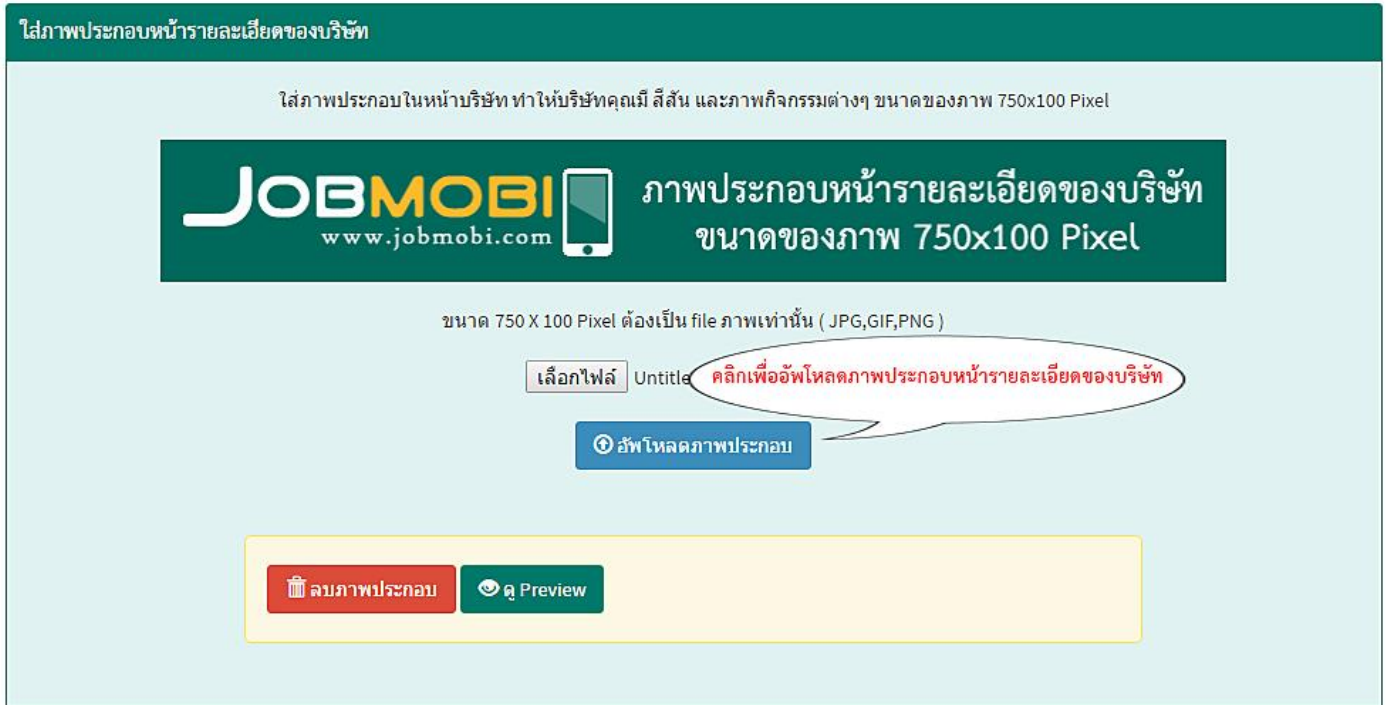 ใส่ภาพประกอบหน้ารายละเอียดของบริษัท
ใส่ภาพประกอบในหน้าบริษัท ทำให้บริษัทคุณมี สีสัน และภาพกิจกรรมต่างๆ ขนาดของภาพ 750x100 Pixel
JOBMOBI
www.jobmobi.com
ภาพประกอบหน้ารายละเอียดของบริษัท
ขนาดของภาพ 750x100 Pixel
ขนาด 750 X 100 Pixel ต้องเป็น file ภาพเท่านั้น ( JPG,GIF,PNG )
เลือกไฟล์ Untitle
คลิกเพื่ออัพโหลดภาพประกอบหน้ารายละเอียดของบริษัท
อัพโหลดภาพประกอบ
ลบภาพประกอบ ดู Preview